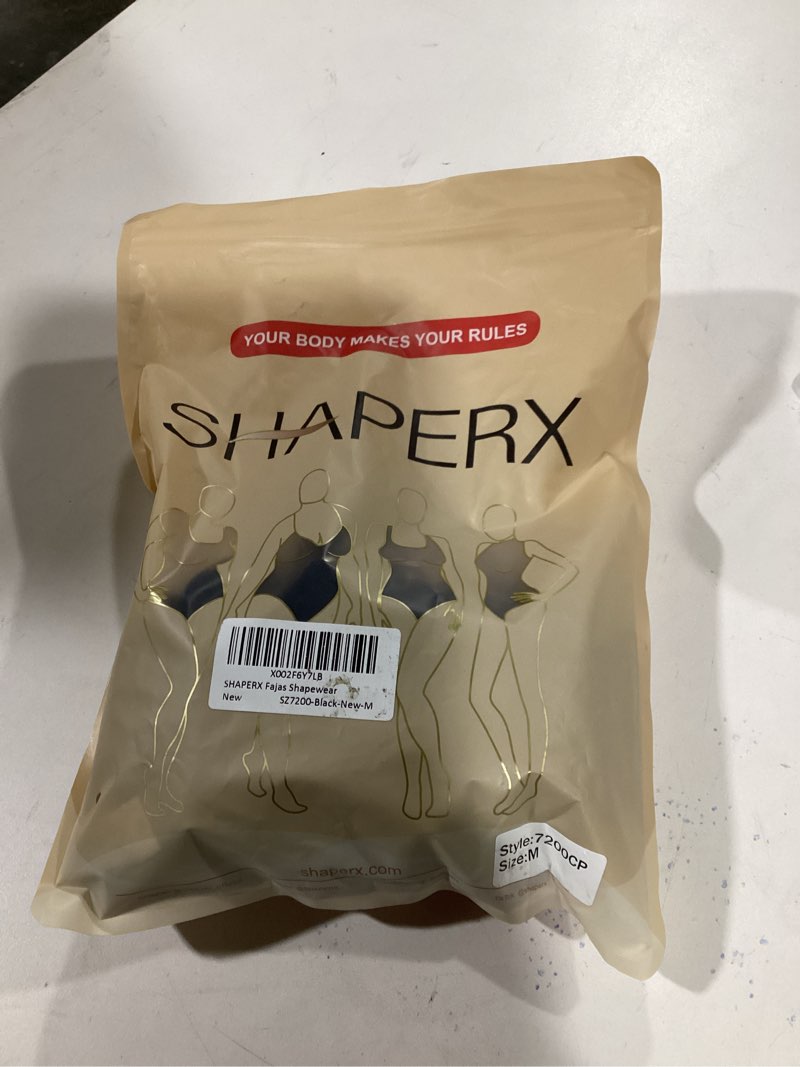 YOUR BODY MAKES YOUR RULES
SHAPERX
X002F6Y7LB
SHAPERX Fajas Shapewear
New SZ7200-Black-New-M
Style:7200CP
Size:M
shaperx.com